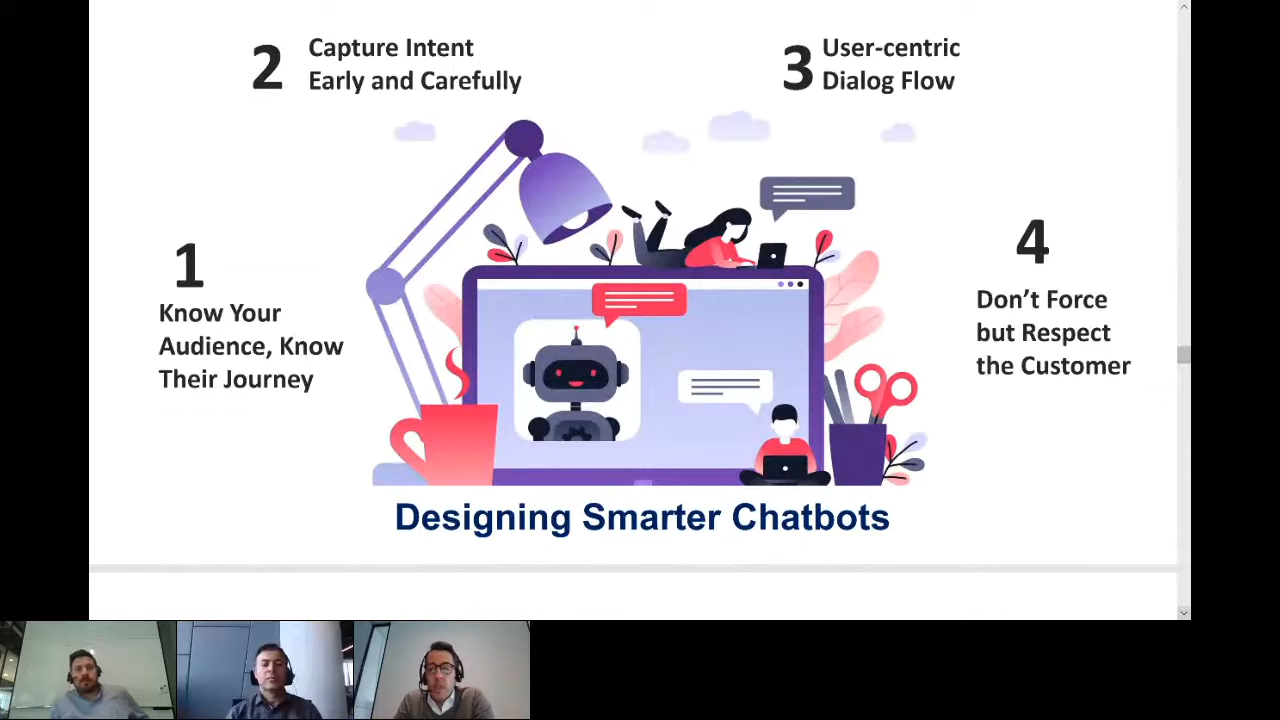 2
Capture Intent
Early and Carefully
3
User-centric
Dialog Flow
1
Know Your
Audience, Know
Their Journey
4
Don’t Force
but Respect
the Customer
Designing Smarter Chatbots